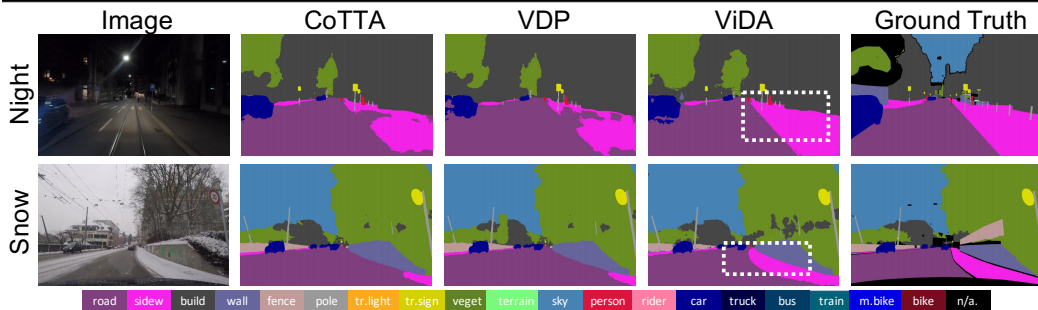 Image CoTTA VDP ViDA Ground Truth
Night
Snow
road sidew build wall fence pole tr.light tr.sign veget terrain sky person rider car truck bus train m.bike bike n/a.